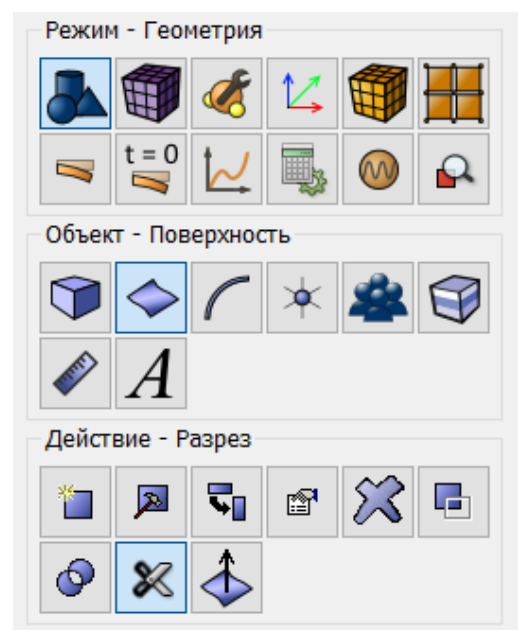 Режим - Геометрия
t = 0
Объект - Поверхность
A
Действие - Разрез